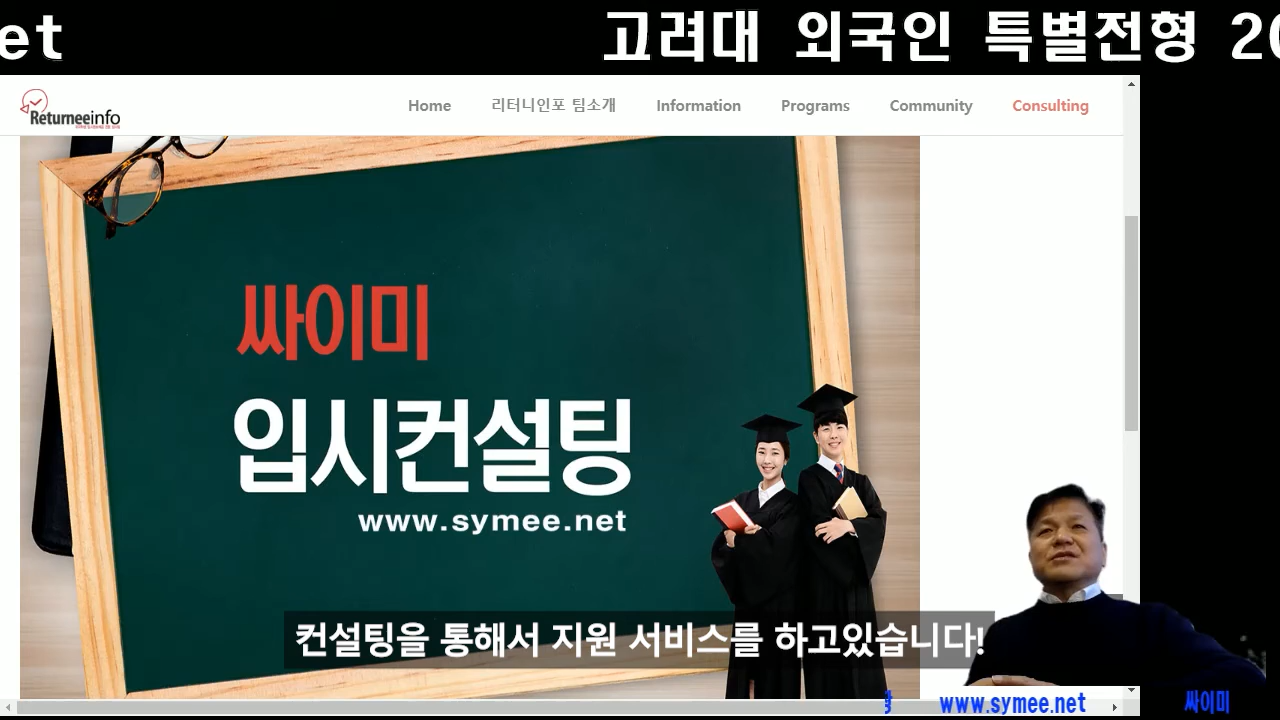 et 고려대 외국인 특별전형 20
Returneeinfo
Home 리터니인포 팀소개 Information Programs Community Consulting
싸이미
입시컨설팅
www.symee.net
컨설팅을 통해서 지원 서비스를 하고있습니다!
www.symee.net 싸이미